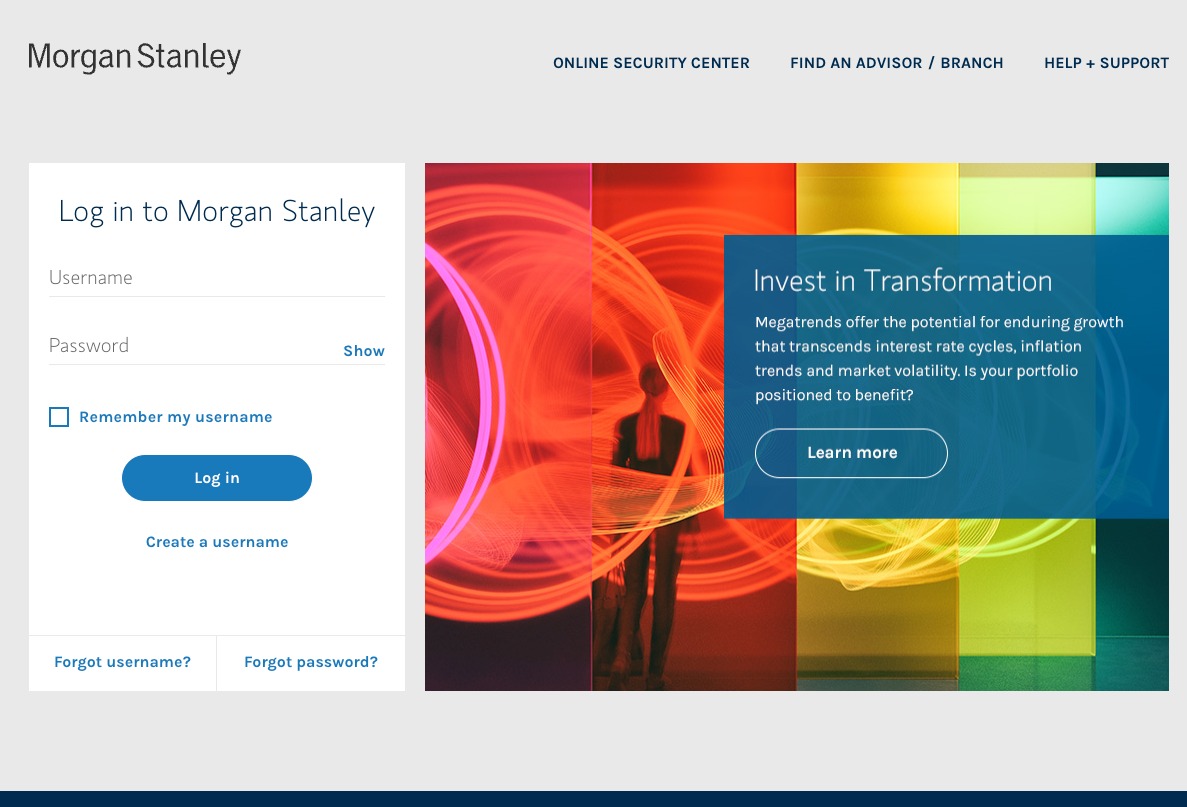 Morgan Stanley
ONLINE SECURITY CENTER
FIND AN ADVISOR / BRANCH
HELP + SUPPORT
Log in to Morgan Stanley
Username
Password
Show
Remember my username
Log in
Create a username
Forgot username?
Forgot password?
Invest in Transformation
Megatrends offer the potential for enduring growth
that transcends interest rate cycles, inflation
trends and market volatility. Is your portfolio
positioned to benefit?
Learn more